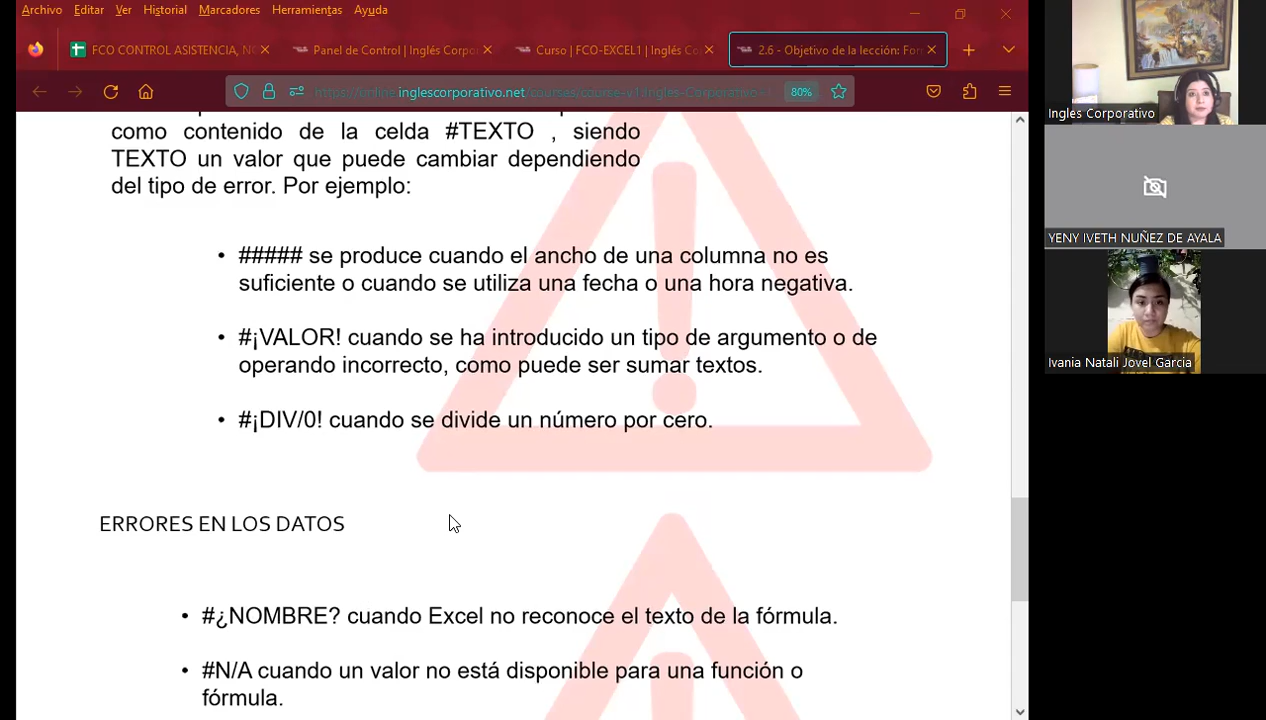 Archivo Editar Ver Historial Marcadores Herramientas Ayuda
FCO CONTROL ASISTENCIA, N
Panel de Control | Inglés Corpor
Curso | FCO-EXCEL1 | Inglés Co
2.6 - Objetivo de la lección: For
80%
como contenido de la celda #TEXTO , siendo
TEXTO un valor que puede cambiar dependiendo
del tipo de error. Por ejemplo:
• ##### se produce cuando el ancho de una columna no es
suficiente o cuando se utiliza una fecha o una hora negativa.
• #¡VALOR! cuando se ha introducido un tipo de argumento o de
operando incorrecto, como puede ser sumar textos.
• #¡DIV/0! cuando se divide un número por cero.
ERRORES EN LOS DATOS
• #¿NOMBRE? cuando Excel no reconoce el texto de la fórmula.
• #N/A cuando un valor no está disponible para una función o
fórmula.
Ingles Corporativo
YENY IVETH NUÑEZ DE AYALA
Ivania Natali Jovel Garcia